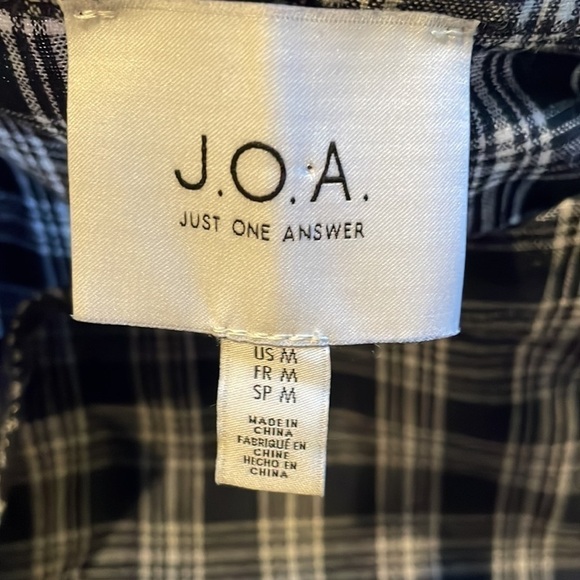 J.O.A.
JUST ONE ANSWER
US M
FR M
SP M
MADE IN
CHINA
FABRIQUÉ EN
CHINE
HECHO EN
CHINA